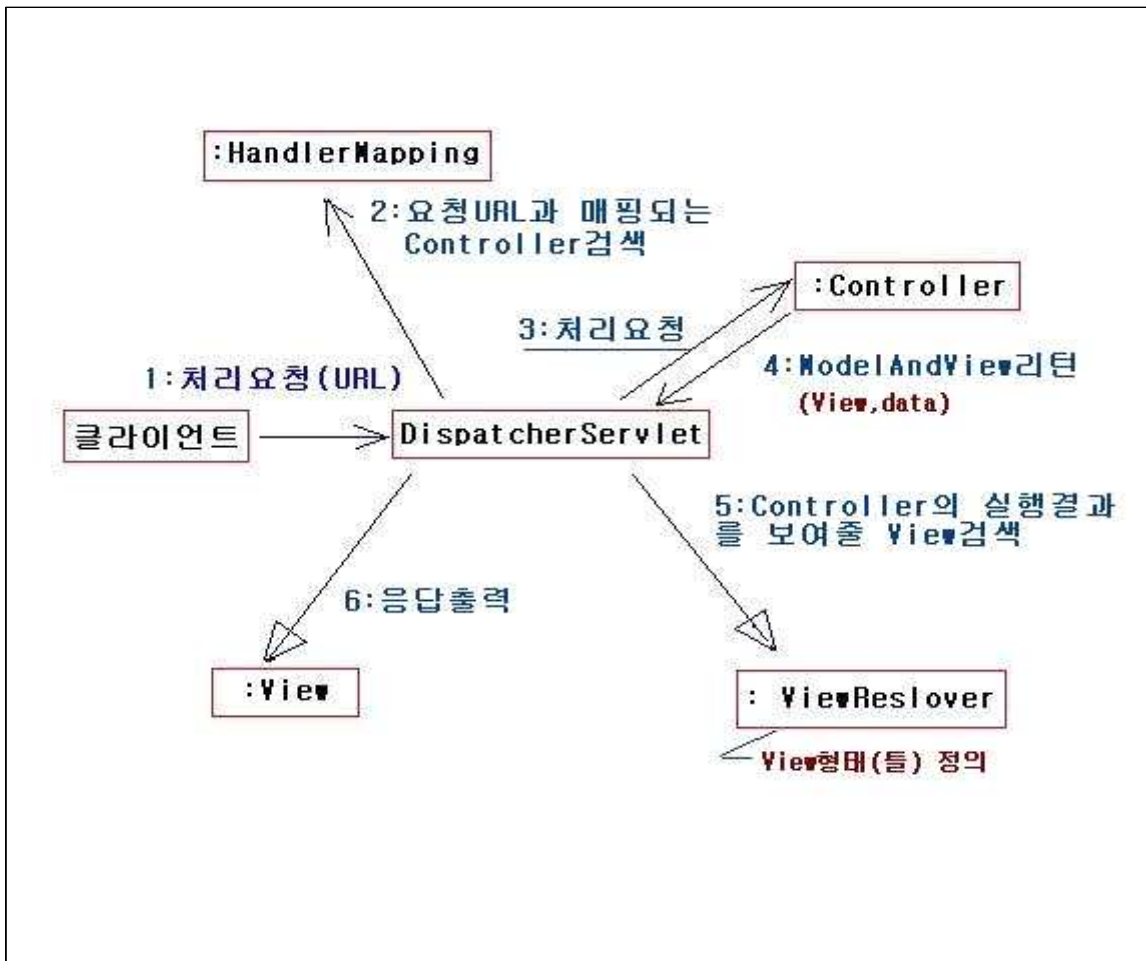 :HandlerMapping
2:요청URL과 매핑되는
Controller검색
:Controller
3:처리요청
4:ModelAndView리턴
(View,data)
1:처리요청(URL)
클라이언트
DispatcherServlet
5:Controller의 실행결과
를 보여줄 View검색
6:응답출력
:View
: ViewReslover
View형태(틀) 정의